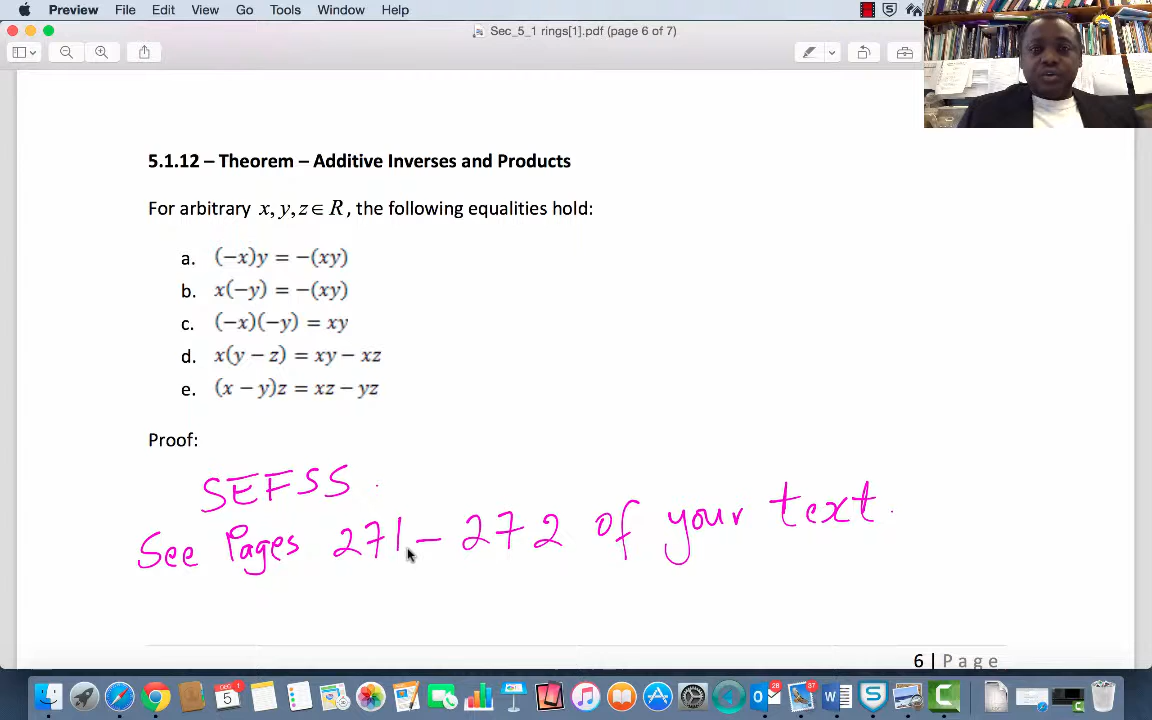 Preview File Edit View Go Tools Window Help
Sec_5_1 rings[1].pdf (page 6 of 7)
5.1.12 – Theorem – Additive Inverses and Products
For arbitrary x, y, z ∈ R, the following equalities hold:
a. (−x)y = −(xy)
b. x(−y) = −(xy)
c. (−x)(−y) = xy
d. x(y − z) = xy − xz
e. (x − y)z = xz − yz
Proof:
SEFSS.
See Pages 271 – 272 of your text.
6 | Page